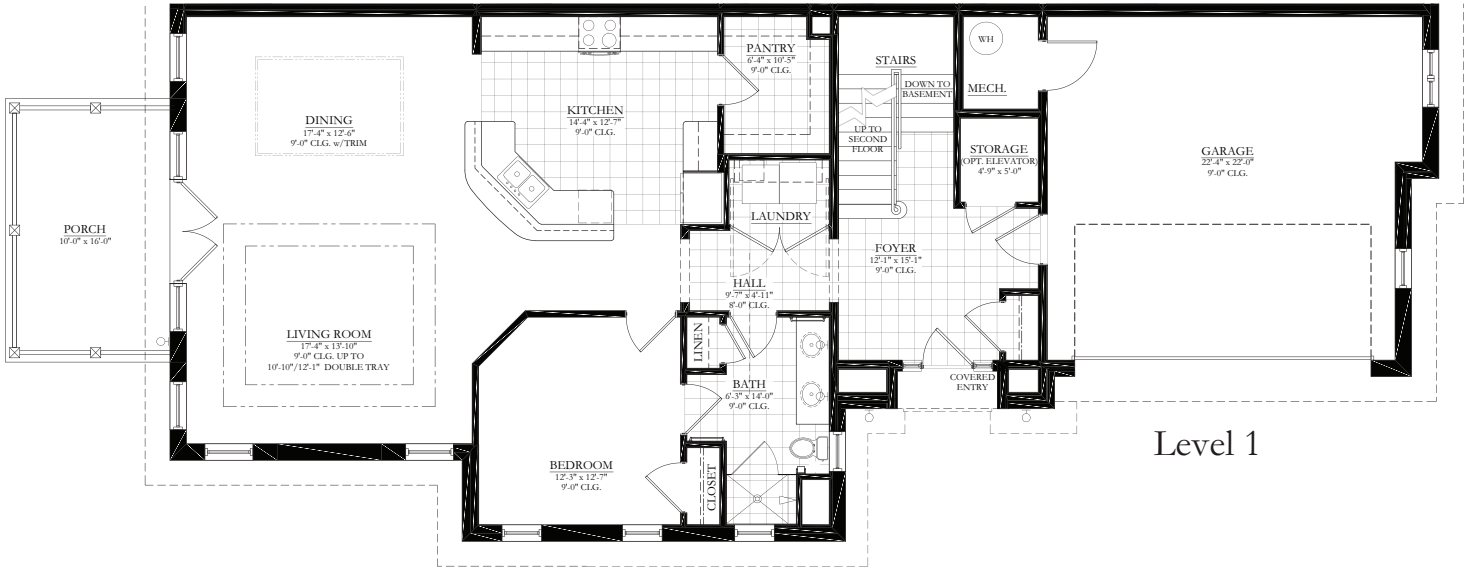 PANTRY
6'-4" x 10'-5"
9'-0" CLG.
WH
MECH.
STAIRS
DOWN TO
BASEMENT
UP TO
SECOND
FLOOR
KITCHEN
14'-4" x 12'-7"
9'-0" CLG.
DINING
17'-4" x 12'-6"
9'-0" CLG. w/TRIM
STORAGE
(OPT. ELEVATOR)
4'-9" x 5'-0"
GARAGE
22'-4" x 22'-0"
9'-0" CLG.
PORCH
10'-0" x 16'-0"
LAUNDRY
FOYER
12'-1" x 15'-1"
9'-0" CLG.
HALL
9'-7" x 4'-11"
8'-0" CLG.
LIVING ROOM
17'-4" x 13'-10"
9'-0" CLG. UP TO
10'-10"/12'-1" DOUBLE TRAY
LINEN
BATH
6'-3" x 14'-0"
9'-0" CLG.
COVERED
ENTRY
BEDROOM
12'-3" x 12'-7"
9'-0" CLG.
CLOSET
Level 1